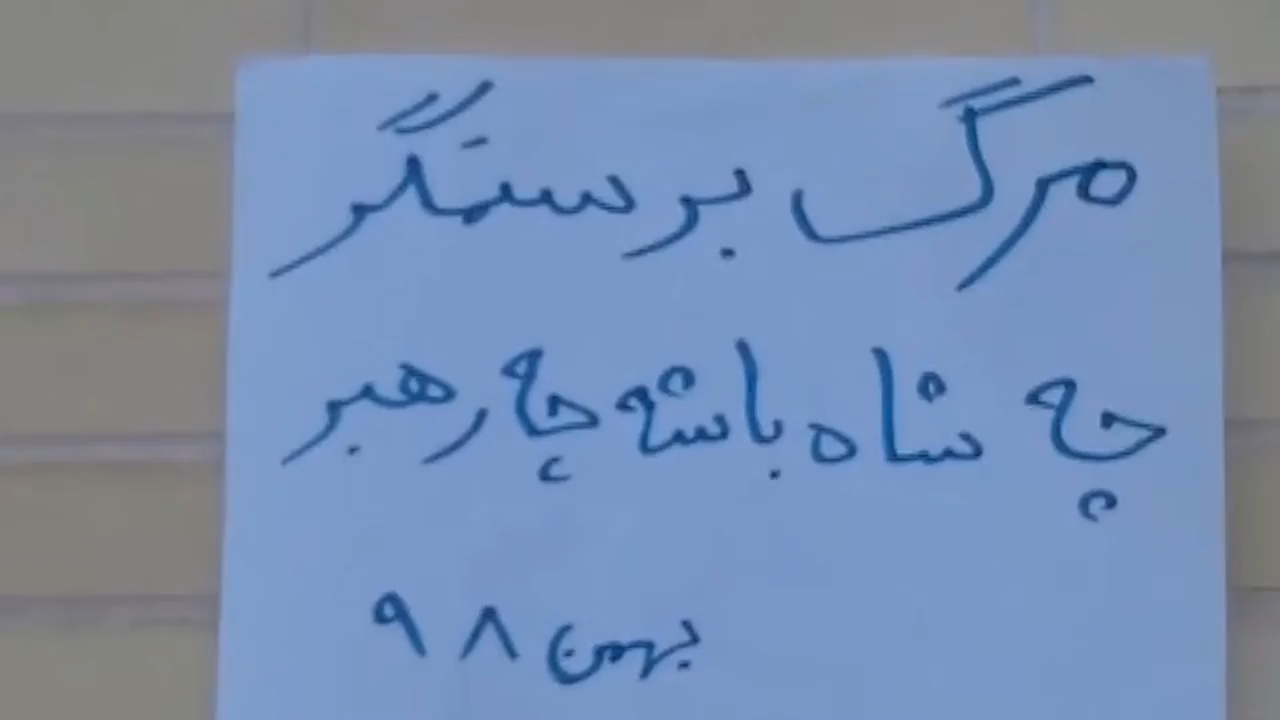 مرگ بر ستمگر
چه شاه باشه چه رهبر
بهمن ۹۸